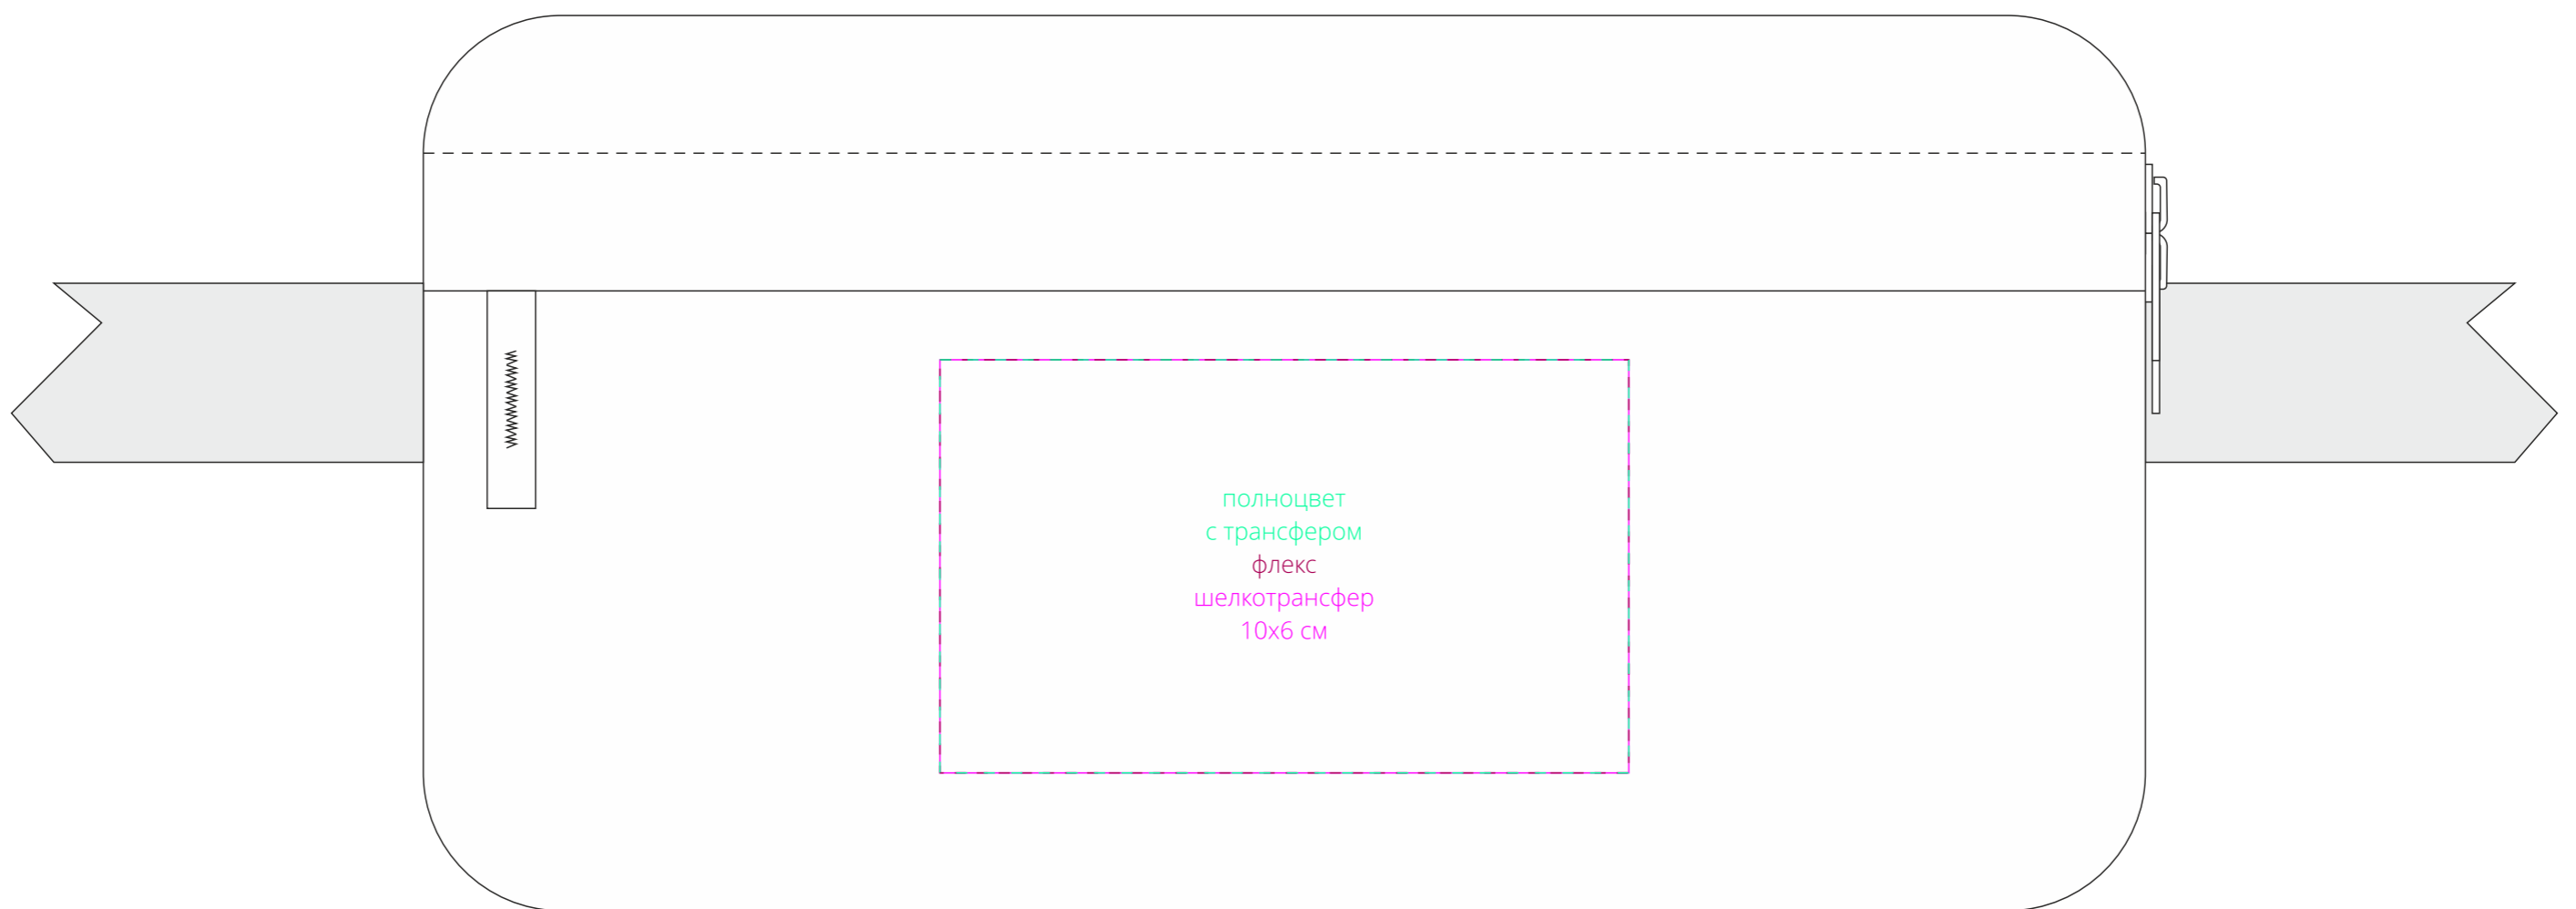 полноцвет
с трансфером
флекс
шелкотрансфер
10х6 см